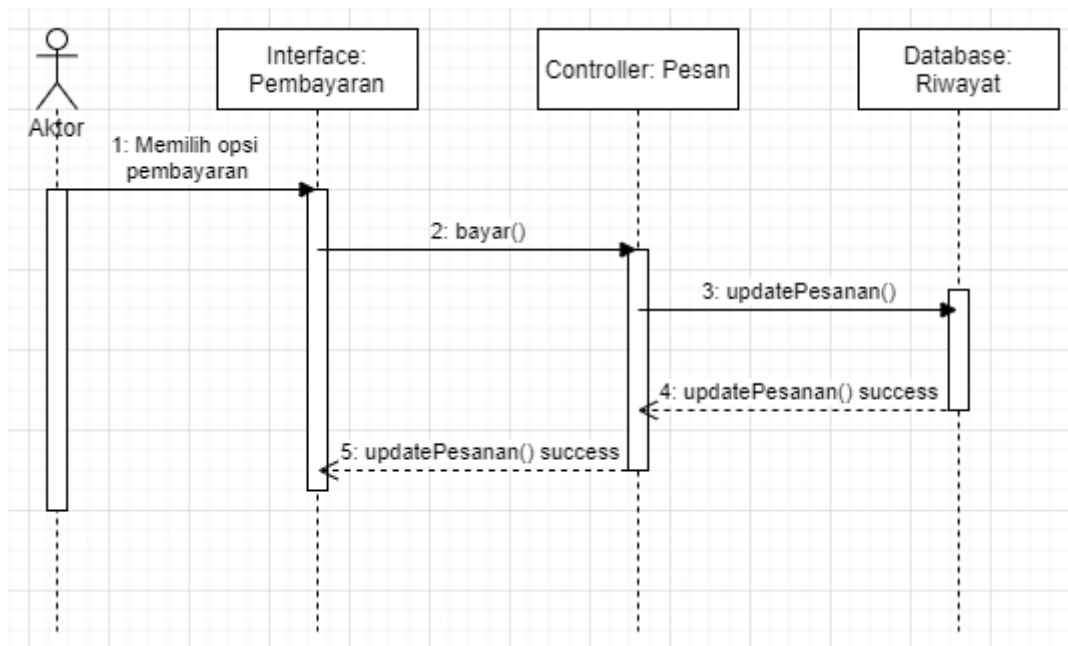 Interface:
Pembayaran
Controller: Pesan
Database:
Riwayat
Aktor
1: Memilih opsi
pembayaran
2: bayar()
3: updatePesanan()
4: updatePesanan() success
5: updatePesanan() success